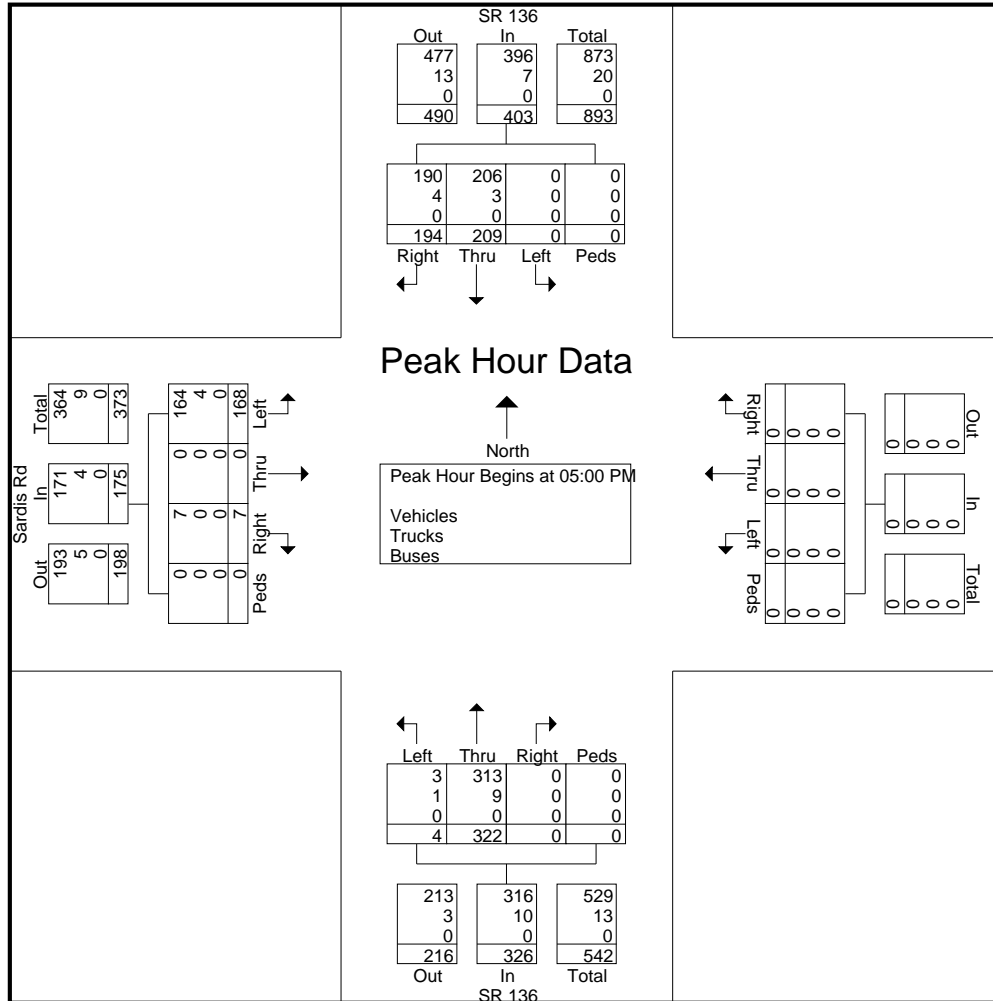 SR 136
Out In Total
477 396 873
13 7 20
0 0 0
490 403 893
190 206 0 0
4 3 0 0
0 0 0 0
194 209 0 0
Right Thru Left Peds
Peak Hour Data
North
Peak Hour Begins at 05:00 PM
Vehicles
Trucks
Buses
Sardis Rd
Total In Out
364 171 193
9 4 5
0 0 0
373 175 198
164 0 7 0
4 0 0 0
0 0 0 0
168 0 7 0
Left Thru Right Peds
Right Thru Left Peds
0 0 0 0
0 0 0 0
0 0 0 0
0 0 0 0
Out In Total
0 0 0
0 0 0
0 0 0
0 0 0
Left Thru Right Peds
3 313 0 0
1 9 0 0
0 0 0 0
4 322 0 0
213 316 529
3 10 13
0 0 0
216 326 542
Out In Total
SR 136